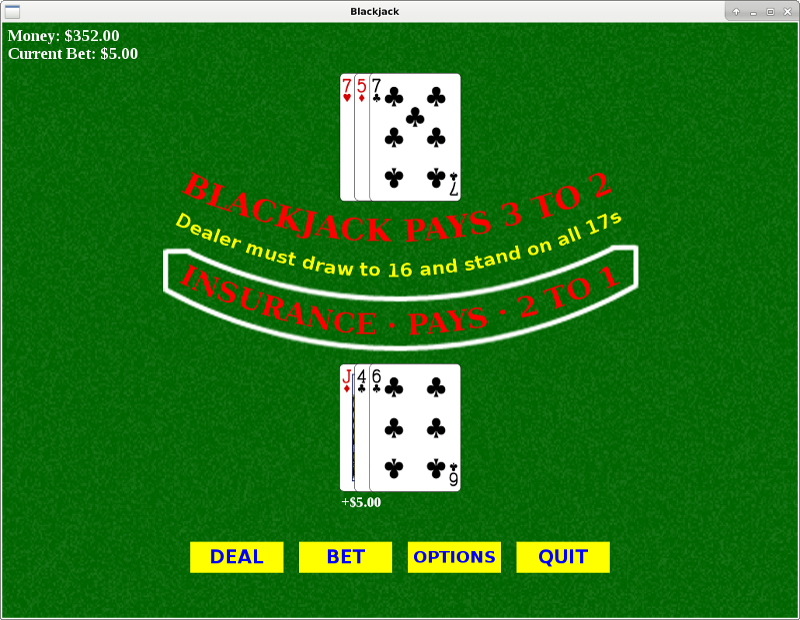 Blackjack
Money: $352.00
Current Bet: $5.00
7 5 7
7
BLACKJACK PAYS 3 TO 2
Dealer must draw to 16 and stand on all 17s
INSURANCE · PAYS · 2 TO 1
J 4 6
6
+$5.00
DEAL BET OPTIONS QUIT